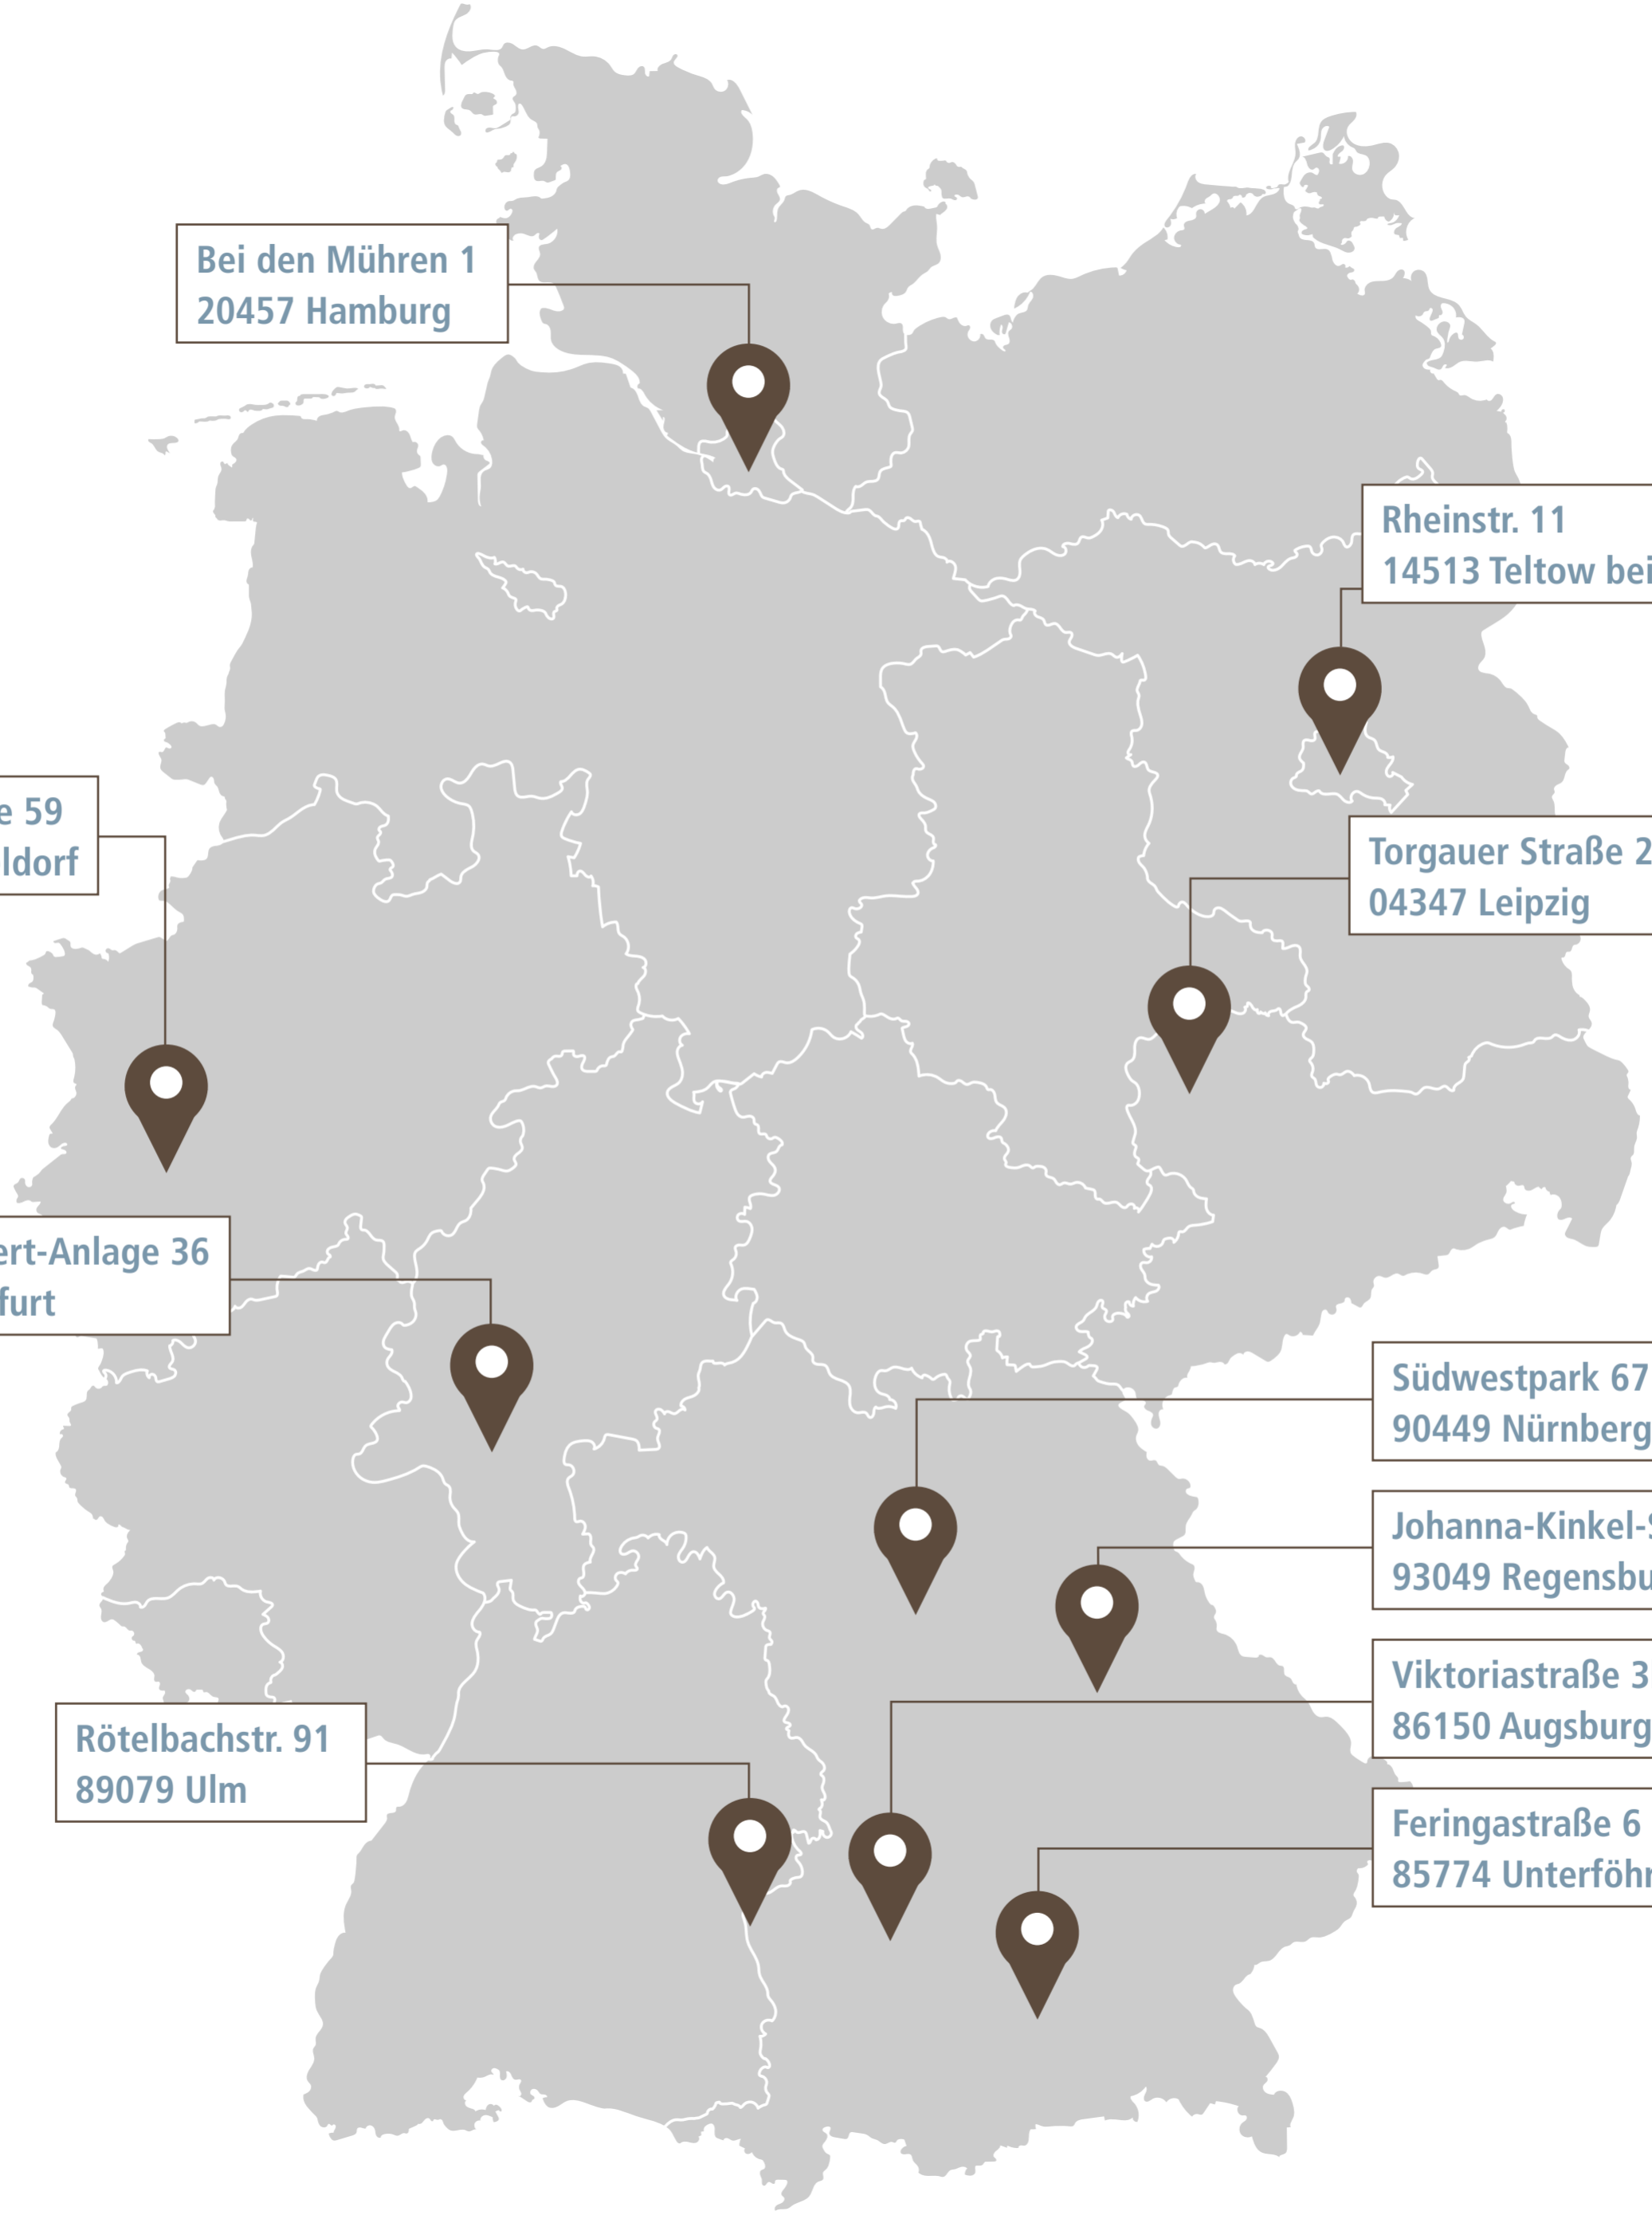 Bei den Mühren 1
20457 Hamburg
Rheinstr. 11
14513 Teltow bei
e 59
ldorf
Torgauer Straße 2
04347 Leipzig
ert-Anlage 36
furt
Südwestpark 67
90449 Nürnberg
Johanna-Kinkel-S
93049 Regensbu
Viktoriastraße 3
86150 Augsburg
Rötelbachstr. 91
89079 Ulm
Feringastraße 6
85774 Unterföhr